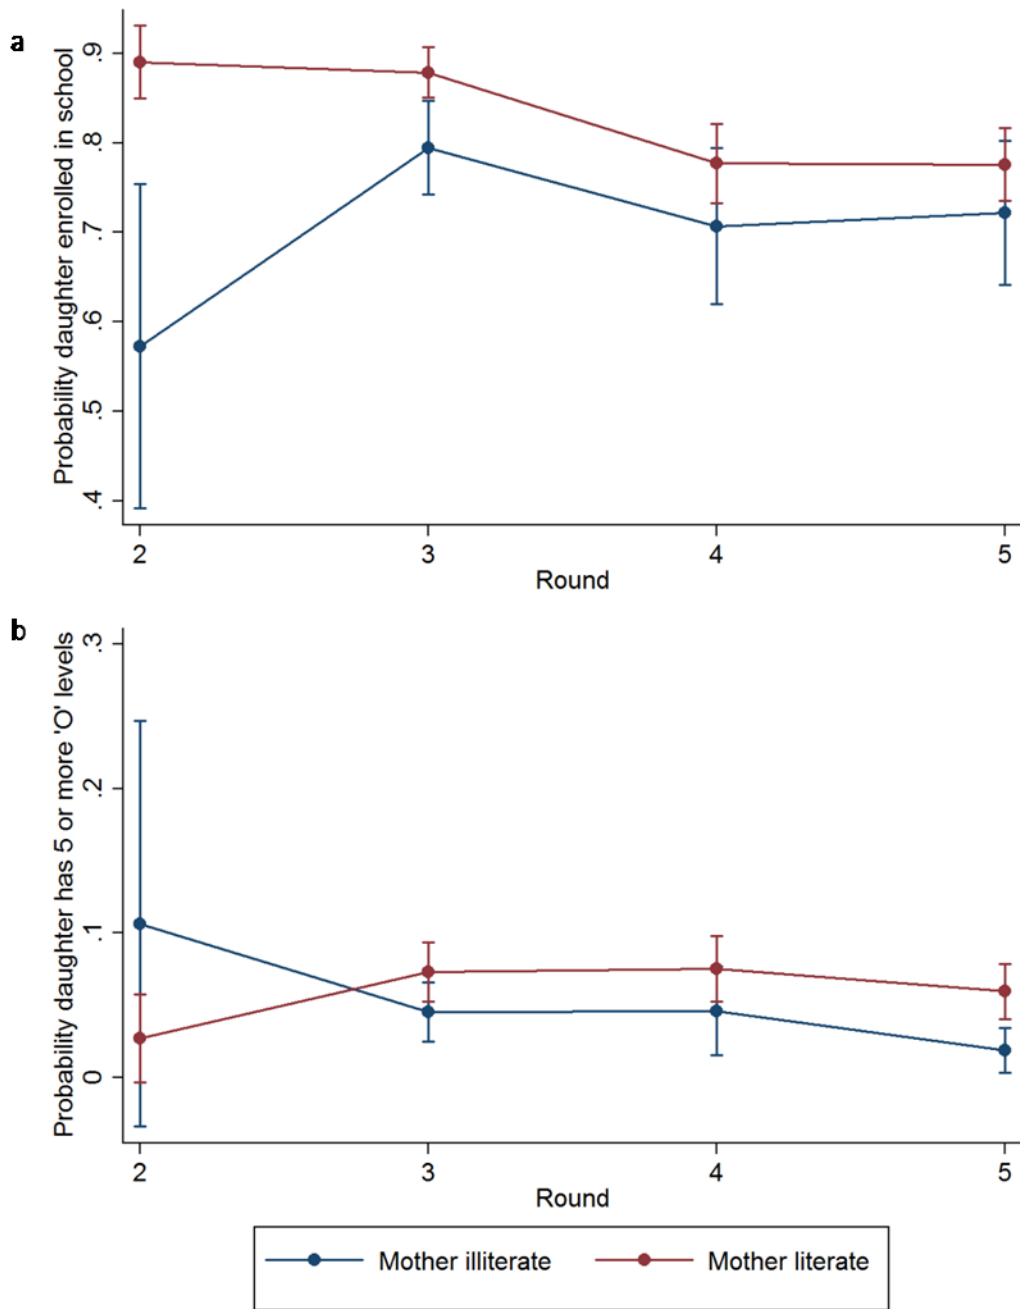 a
Probability daughter enrolled in school
.9
.8
.7
.6
.5
.4
2 3 4 5
Round
b
Probability daughter has 5 or more 'O' levels
.3
.2
.1
0
2 3 4 5
Round
Mother illiterate Mother literate